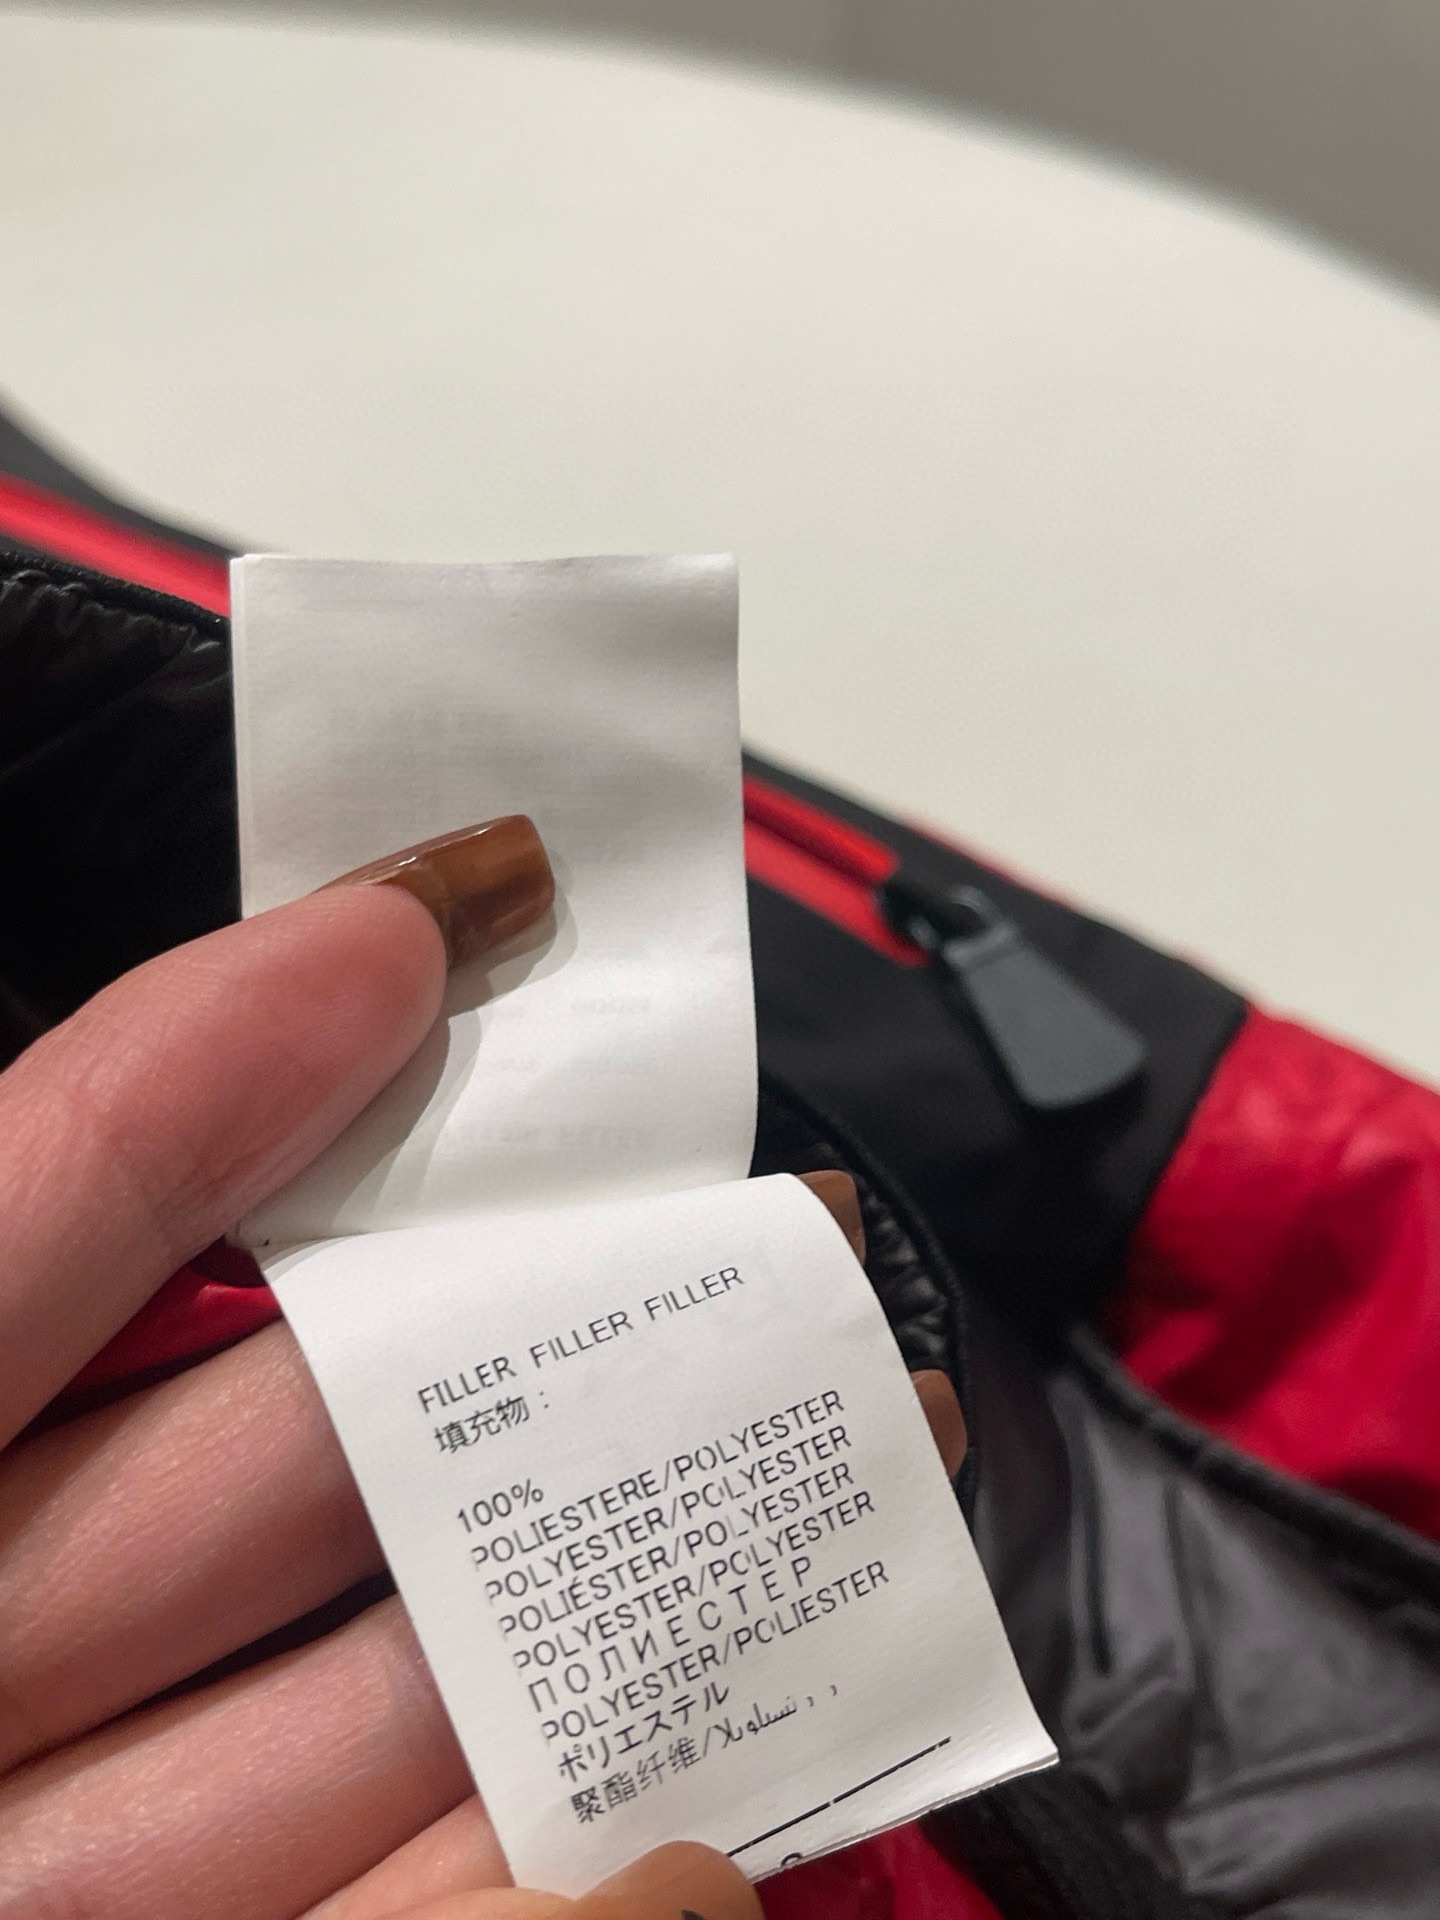 FILLER FILLER FILLER
填充物：
100%
POLIESTERE/POLYESTER
POLYESTER/POLYESTER
POLIÉSTER/POLYESTER
POLYESTER/POLYESTER
ПОЛИЕСТЕР
POLYESTER/POLIESTER
ポリエステル
聚酯纤维/